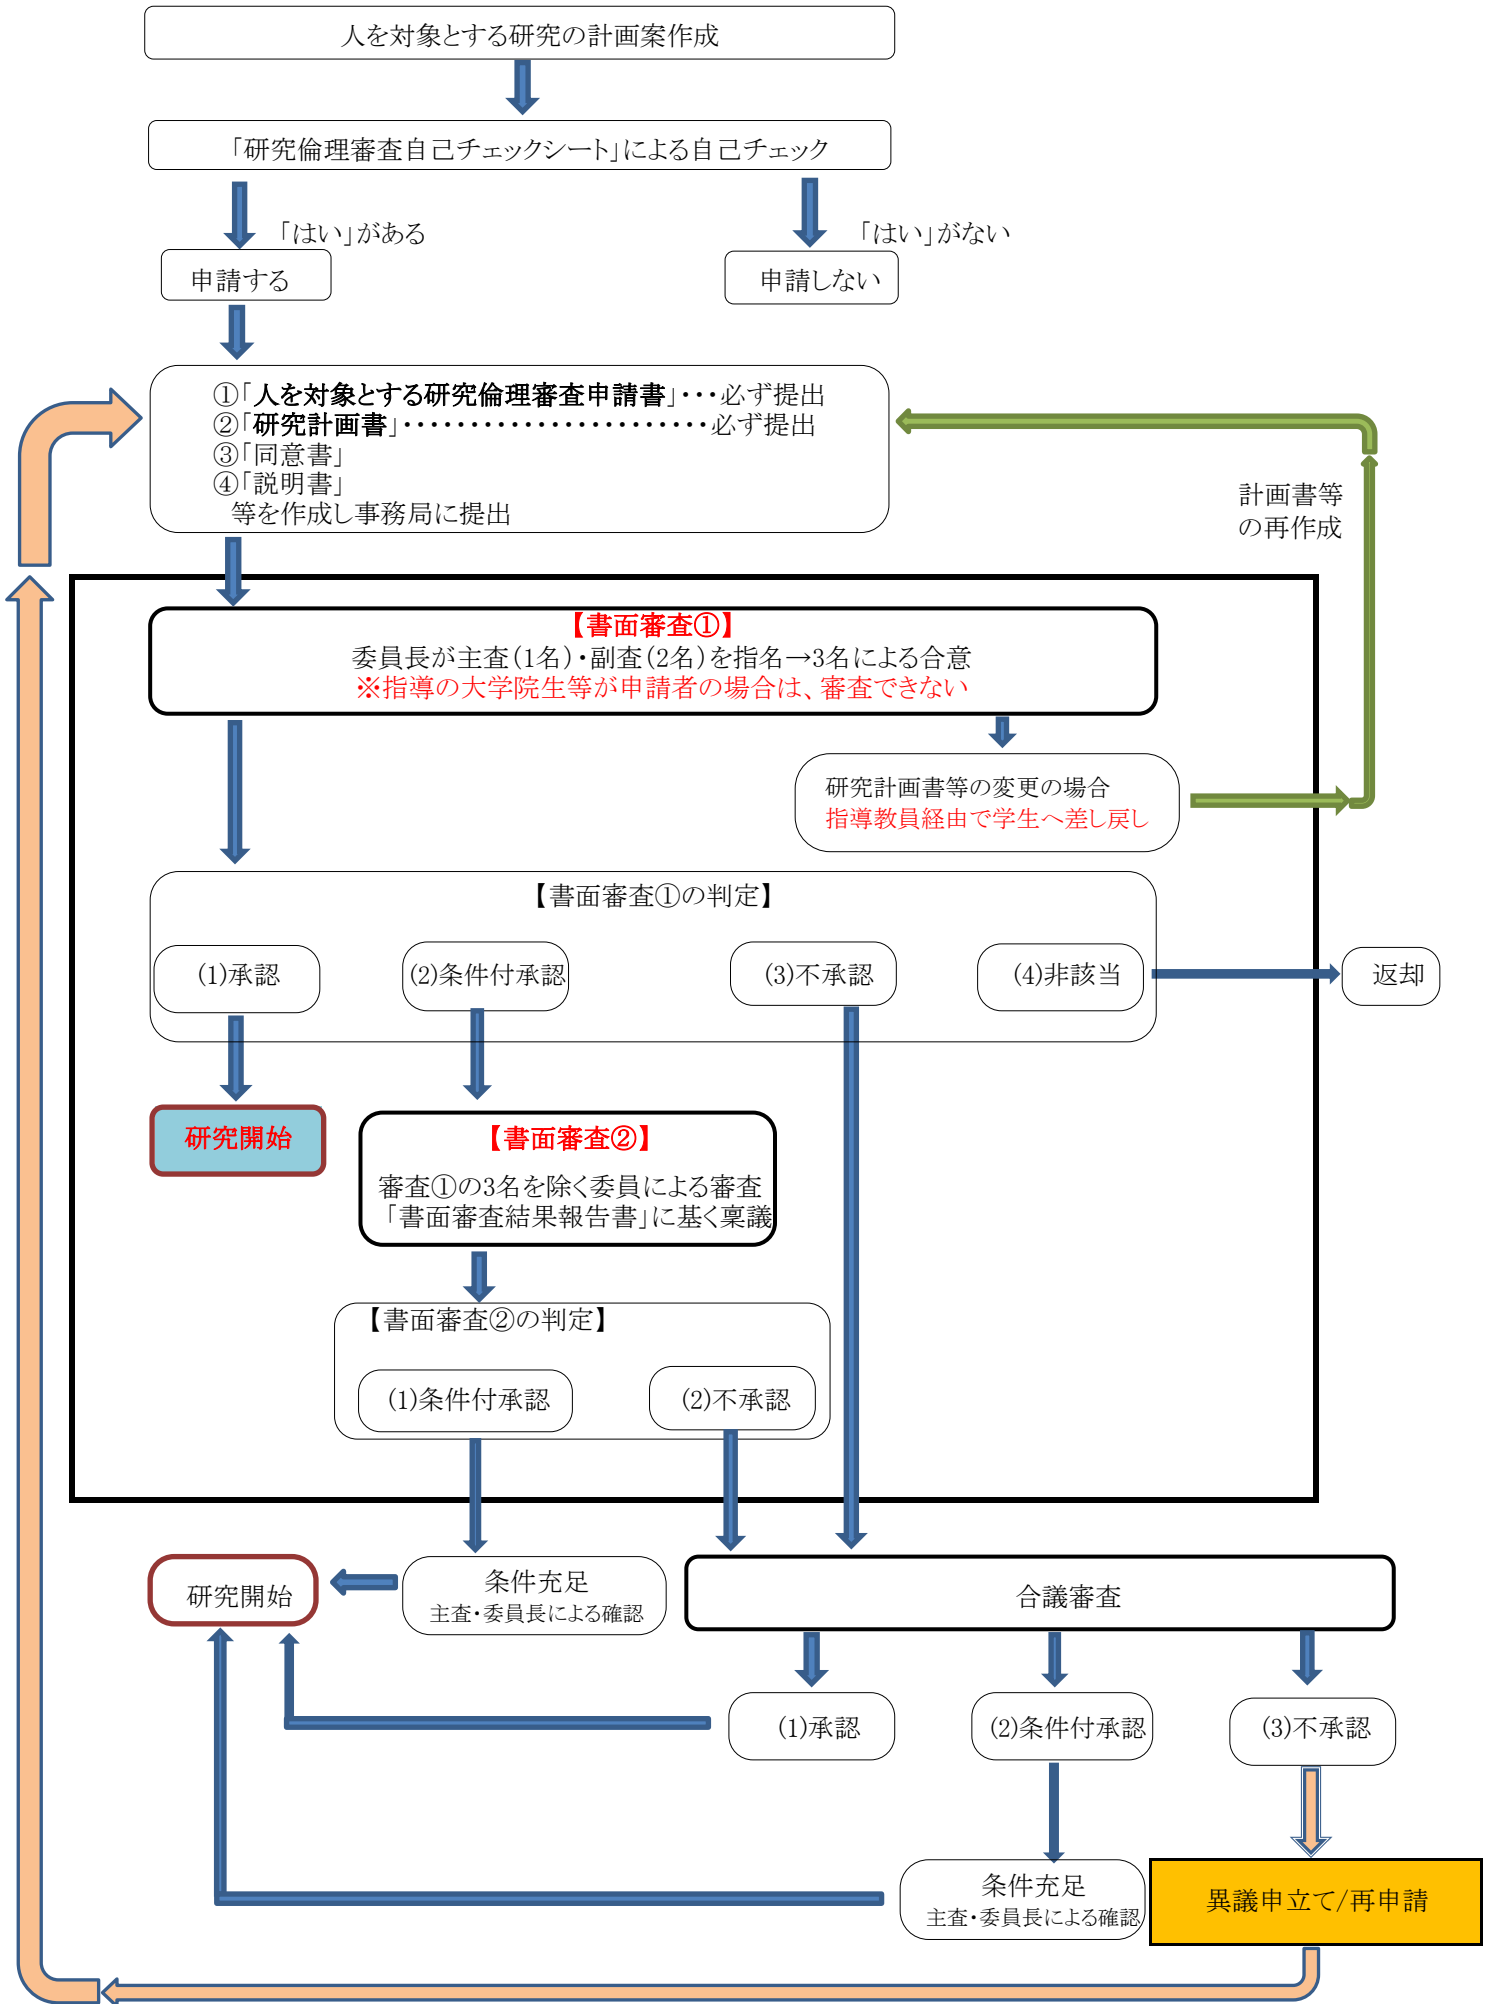 人を対象とする研究の計画案作成
「研究倫理審査自己チェックシート」による自己チェック
「はい」がある
「はい」がない
申請する
申請しない
①「人を対象とする研究倫理審査申請書」・・・必ず提出
②「研究計画書」・・・・・・・・・・・・・・・・・・・・・・・必ず提出
③「同意書」
④「説明書」
等を作成し事務局に提出
計画書等
の再作成
【書面審査①】
委員長が主査(1名)・副査(2名)を指名→3名による合意
※指導の大学院生等が申請者の場合は、審査できない
研究計画書等の変更の場合
指導教員経由で学生へ差し戻し
【書面審査①の判定】
(1)承認
(2)条件付承認
(3)不承認
(4)非該当
返却
研究開始
【書面審査②】
審査①の3名を除く委員による審査
「書面審査結果報告書」に基く稟議
【書面審査②の判定】
(1)条件付承認
(2)不承認
研究開始
条件充足
主査・委員長による確認
合議審査
(1)承認
(2)条件付承認
(3)不承認
条件充足
主査・委員長による確認
異議申立て/再申請